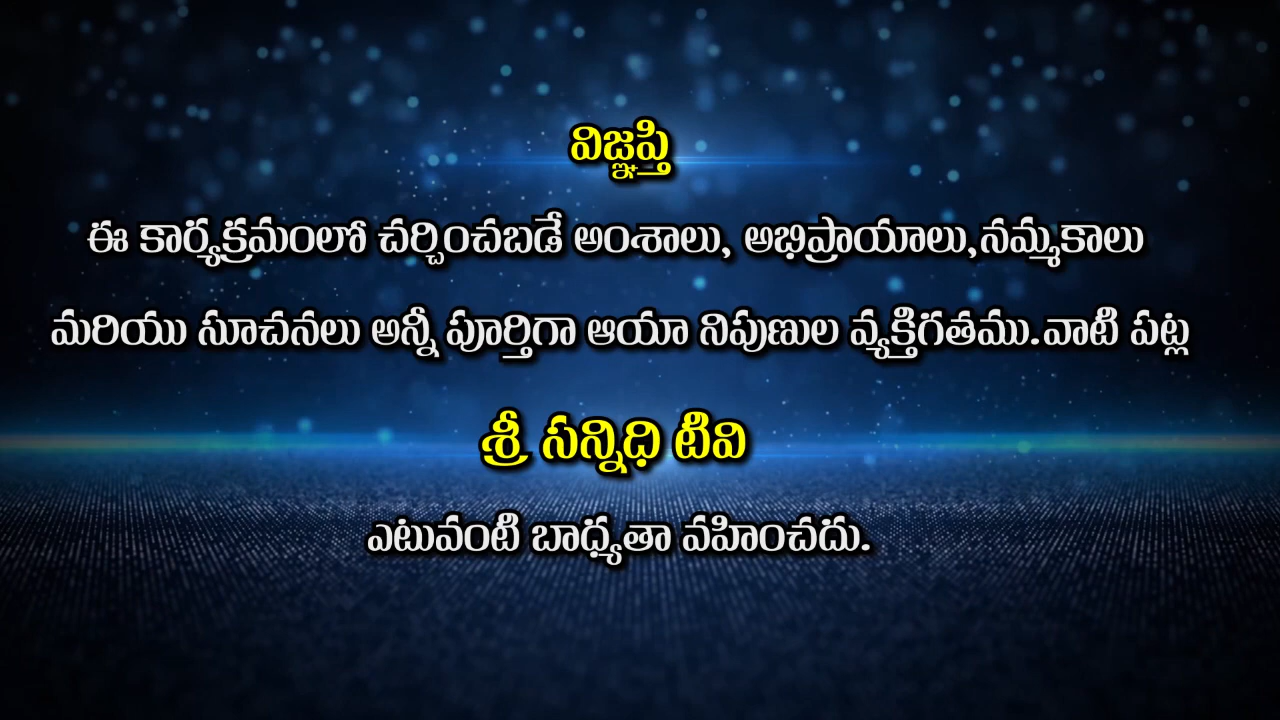 విజ్ఞప్తి
ఈ కార్యక్రమంలో చర్చించబడే అంశాలు, అభిప్రాయాలు,నమ్మకాలు
మరియు సూచనలు అన్నీ పూర్తిగా ఆయా నిపుణుల వ్యక్తిగతము.వాటి పట్ల
శ్రీ సన్నిధి టివి
ఎటువంటి బాధ్యతా వహించదు.